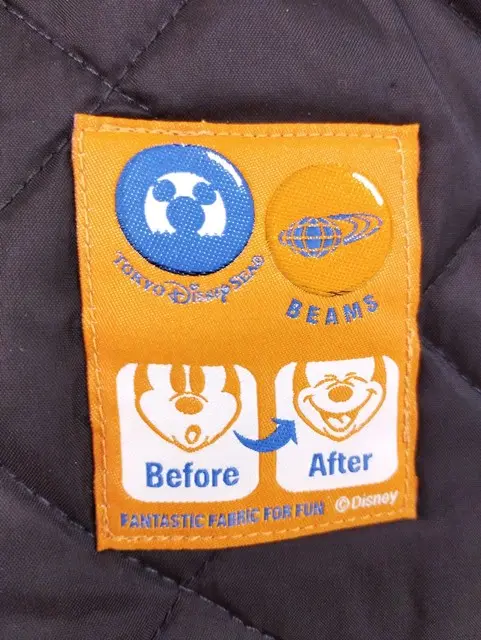 TOKYO DisneySEA®
BEAMS
Before
After
FANTASTIC FABRIC FOR FUN
©Disney